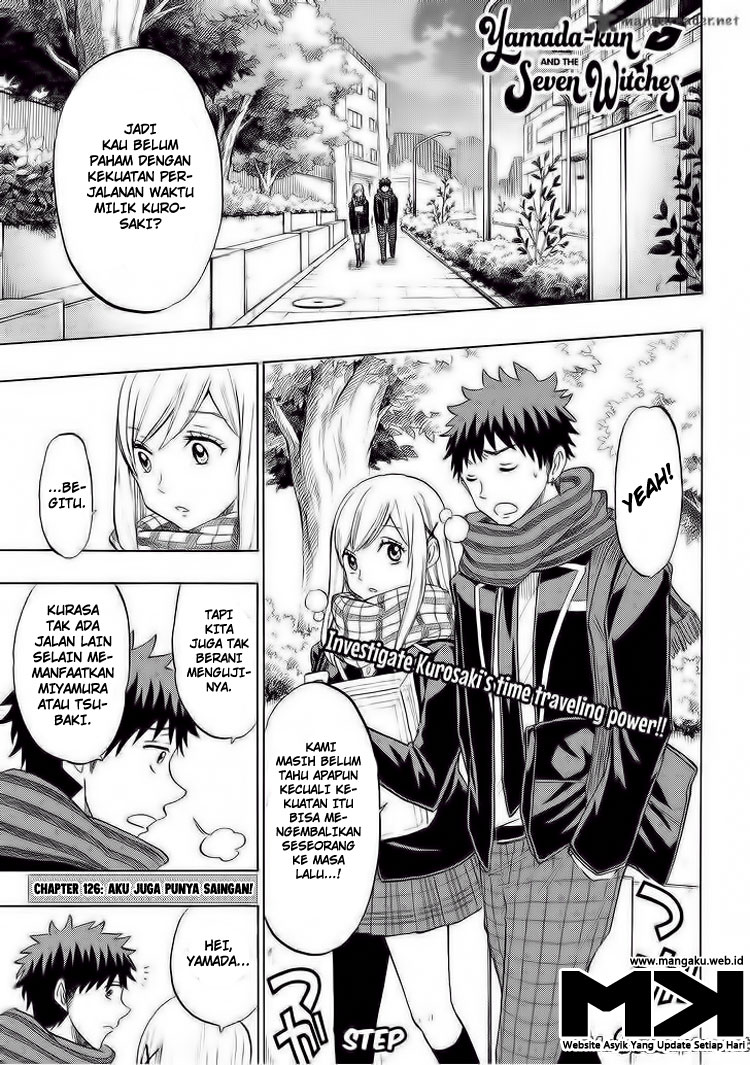 mangareader.net
Yamada-kun
AND THE
Seven Witches
JADI
KAU BELUM
PAHAM DENGAN
KEKUATAN PER-
JALANAN WAKTU
MILIK KURO-
SAKI?
YEAH!
...BE-
GITU.
Investigate Kurosaki's time traveling power!!
KAMI
MASIH BELUM
TAHU APAPUN
KECUALI KE-
KUATAN ITU
BISA ME-
NGEMBALIKAN
SESEORANG
KE MASA
LALU...!
TAPI
KITA
JUGA TAK
BERANI
MENGUJI-
NYA.
KURASA
TAK ADA
JALAN LAIN
SELAIN ME-
MANFAATKAN
MIYAMURA
ATAU TSU-
BAKI.
CHAPTER 126: AKU JUGA PUNYA SAINGAN!
HEI,
YAMADA...
STEP
www.mangaku.web.id
MK
Website Asyik Yang Update Setiap Hari